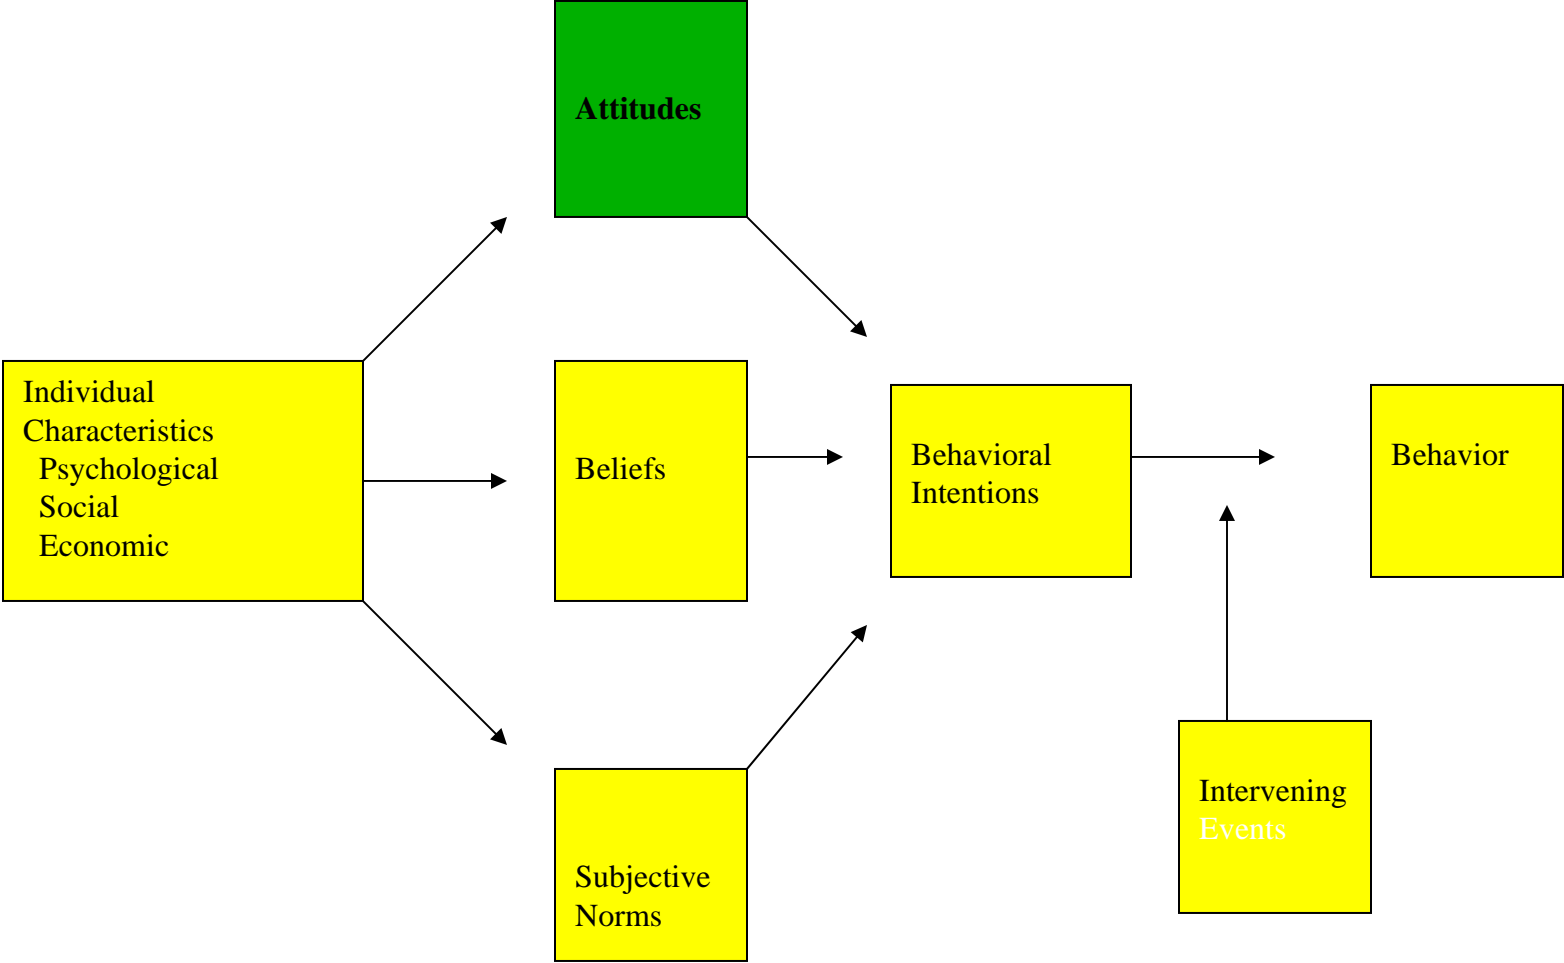 Attitudes
Individual
Characteristics
Psychological
Social
Economic
Beliefs
Behavioral
Intentions
Behavior
Subjective
Norms
Intervening
Events